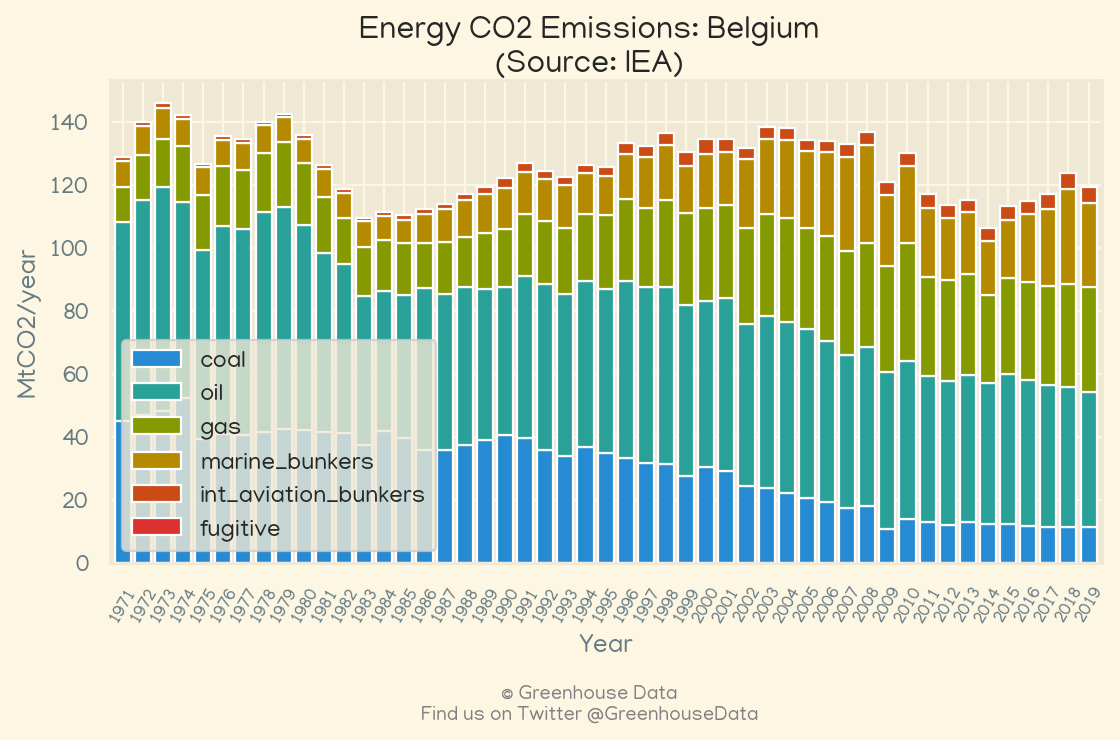 Energy CO2 Emissions: Belgium
(Source: IEA)
MtCO2/year
140
120
100
80
60
40
20
0
coal
oil
gas
marine_bunkers
int_aviation_bunkers
fugitive
1971 1972 1973 1974 1975 1976 1977 1978 1979 1980 1981 1982 1983 1984 1985 1986 1987 1988 1989 1990 1991 1992 1993 1994 1995 1996 1997 1998 1999 2000 2001 2002 2003 2004 2005 2006 2007 2008 2009 2010 2011 2012 2013 2014 2015 2016 2017 2018 2019
Year
© Greenhouse Data
Find us on Twitter @GreenhouseData